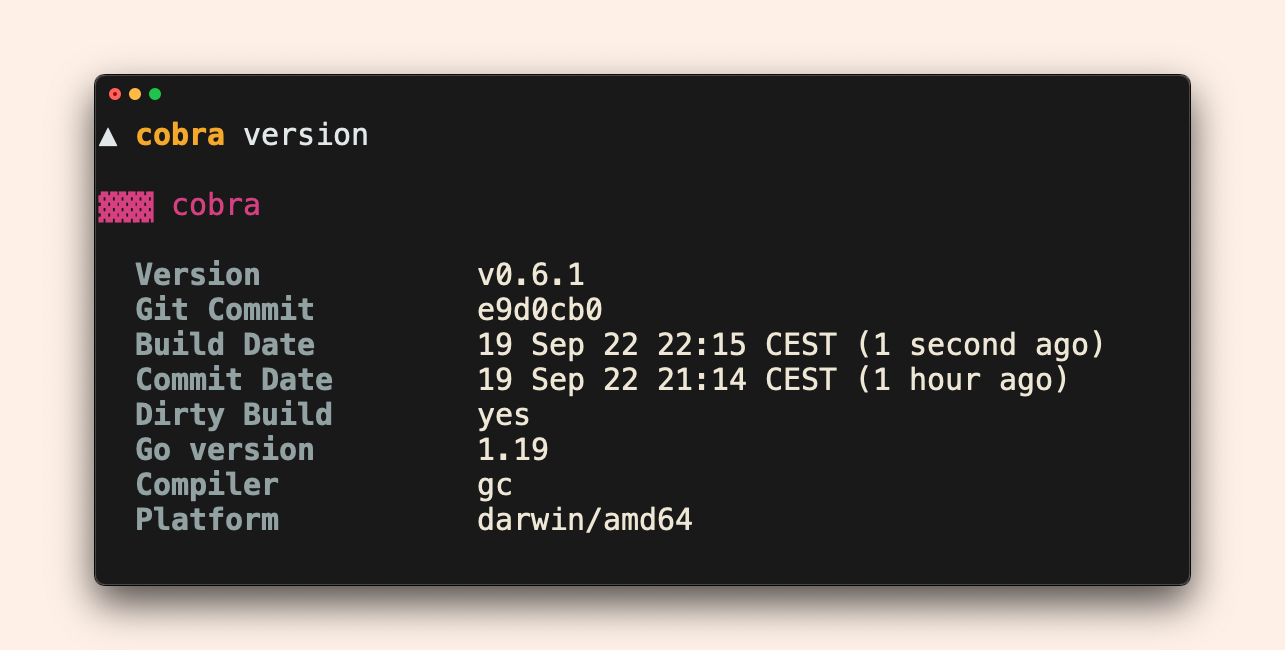 ▲ cobra version
▓▓▓ cobra
Version v0.6.1
Git Commit e9d0cb0
Build Date 19 Sep 22 22:15 CEST (1 second ago)
Commit Date 19 Sep 22 21:14 CEST (1 hour ago)
Dirty Build yes
Go version 1.19
Compiler gc
Platform darwin/amd64